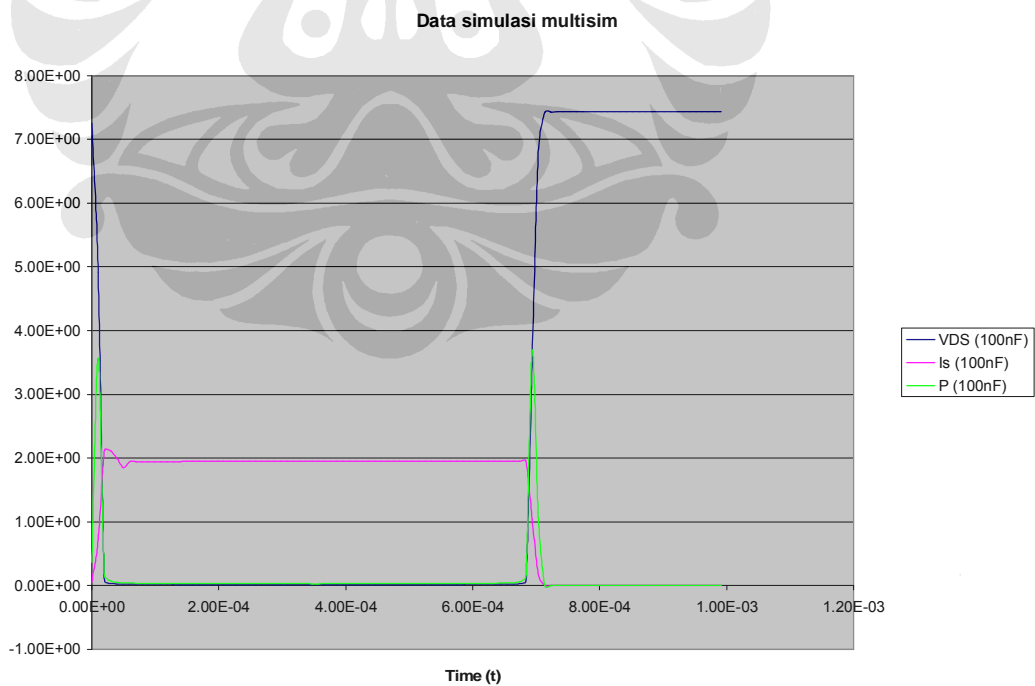 Data simulasi multisim
8.00E+00
7.00E+00
6.00E+00
5.00E+00
4.00E+00
3.00E+00
2.00E+00
1.00E+00
0.00E+00
-1.00E+00
0.00E+00 2.00E-04 4.00E-04 6.00E-04 8.00E-04 1.00E-03 1.20E-03
Time (t)
VDS (100nF)
Is (100nF)
P (100nF)